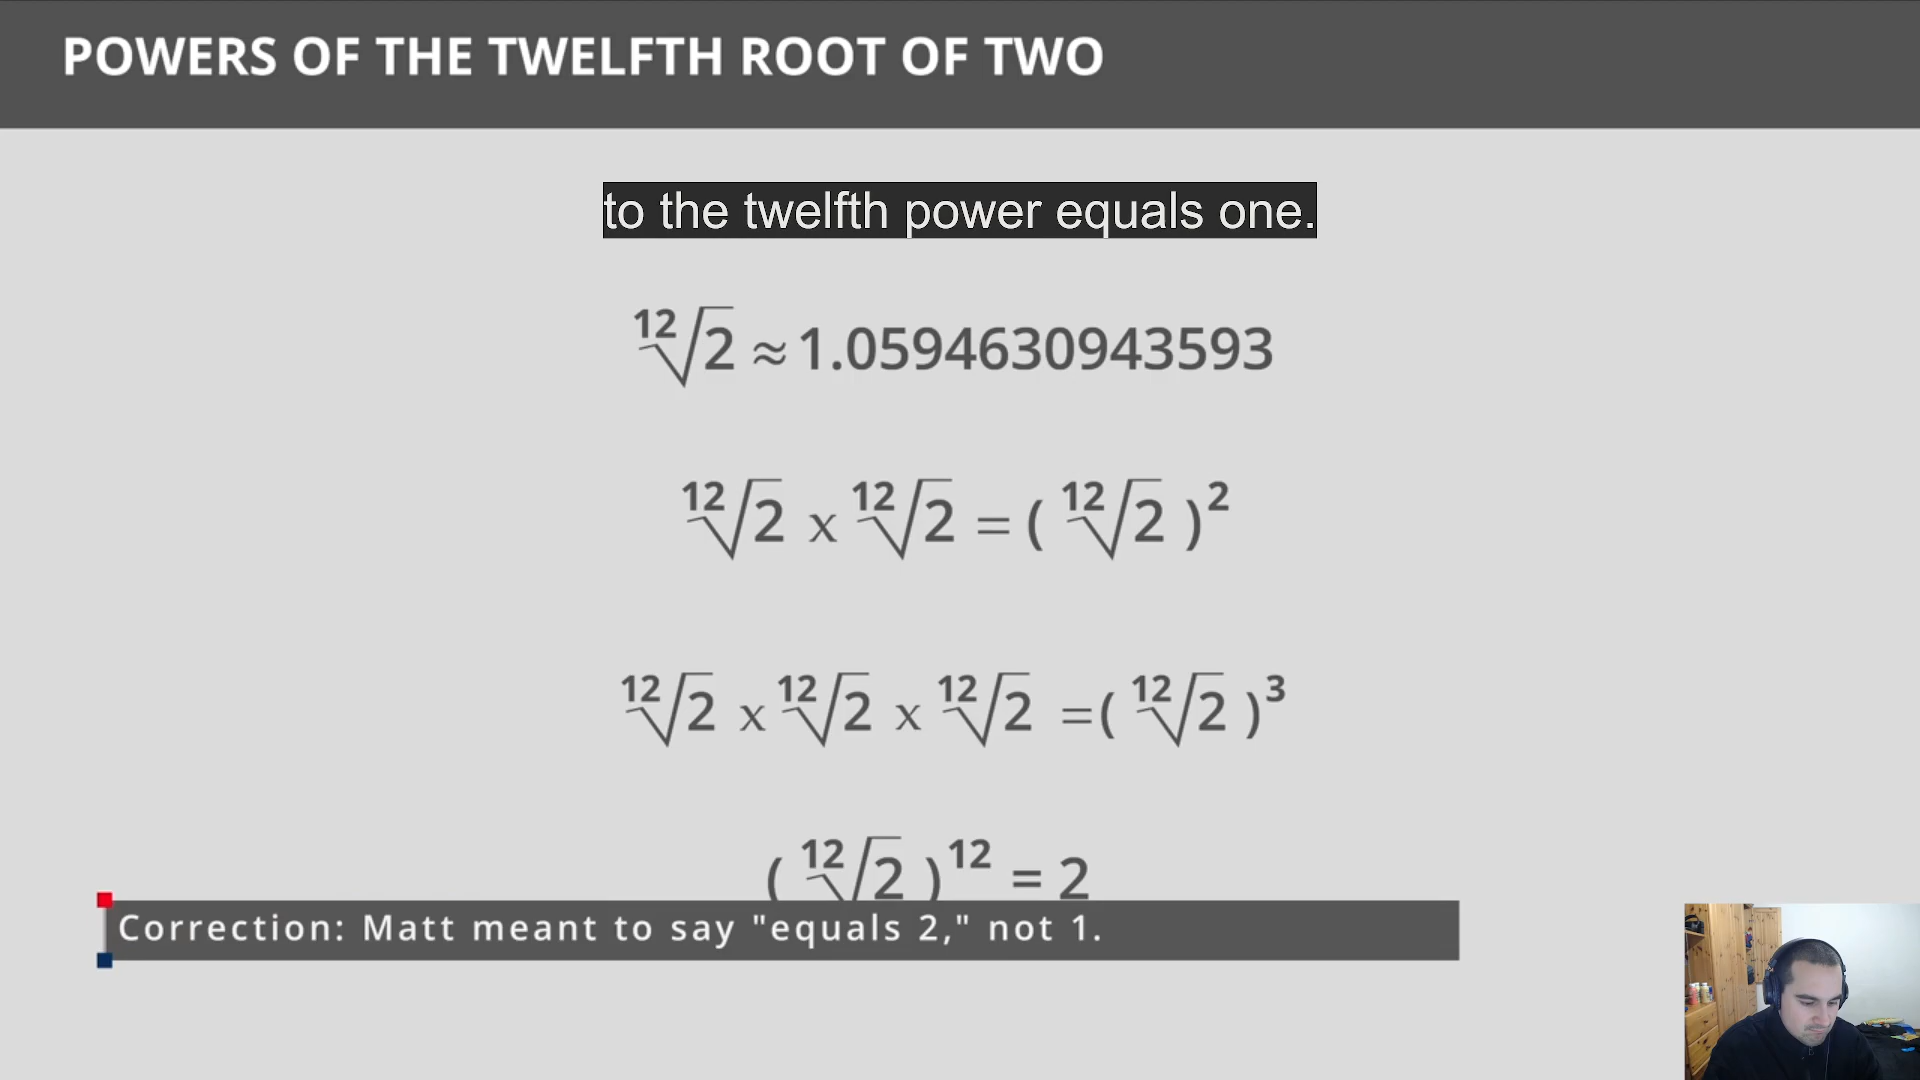 POWERS OF THE TWELFTH ROOT OF TWO
to the twelfth power equals one.
¹²√2 ≈ 1.0594630943593
¹²√2 x ¹²√2 = ( ¹²√2 )²
¹²√2 x ¹²√2 x ¹²√2 = ( ¹²√2 )³
( ¹²√2 )¹² = 2
Correction: Matt meant to say "equals 2," not 1.